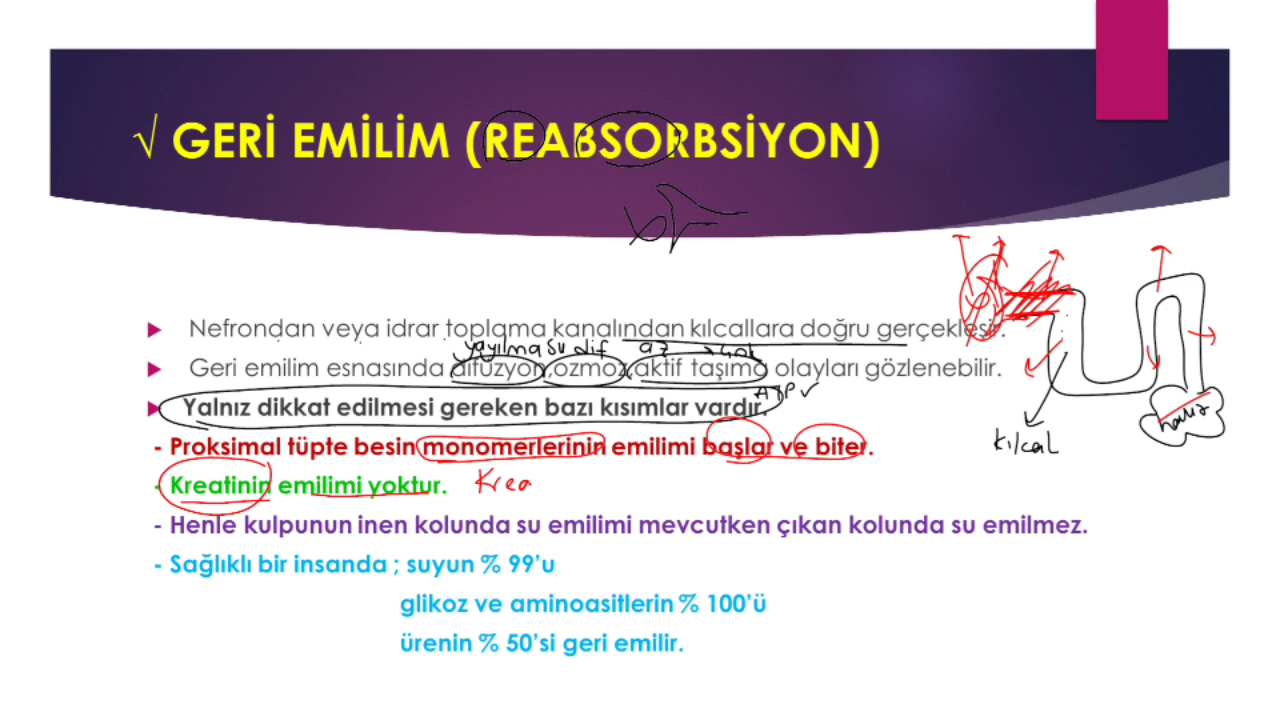 √ GERİ EMİLİM (REABSORBSİYON)
Nefrondan veya idrar toplama kanalından kılcallara doğru gerçekleşir.
yayılma su dif az çok
Geri emilim esnasında difüzyon,ozmoz,aktif taşıma olayları gözlenebilir.
ATP ✓
Yalnız dikkat edilmesi gereken bazı kısımlar vardır.
havuz
kılcal
- Proksimal tüpte besin monomerlerinin emilimi başlar ve biter.
- Kreatinin emilimi yoktur. Krea
- Henle kulpunun inen kolunda su emilimi mevcutken çıkan kolunda su emilmez.
- Sağlıklı bir insanda ; suyun % 99’u
glikoz ve aminoasitlerin % 100’ü
ürenin % 50’si geri emilir.